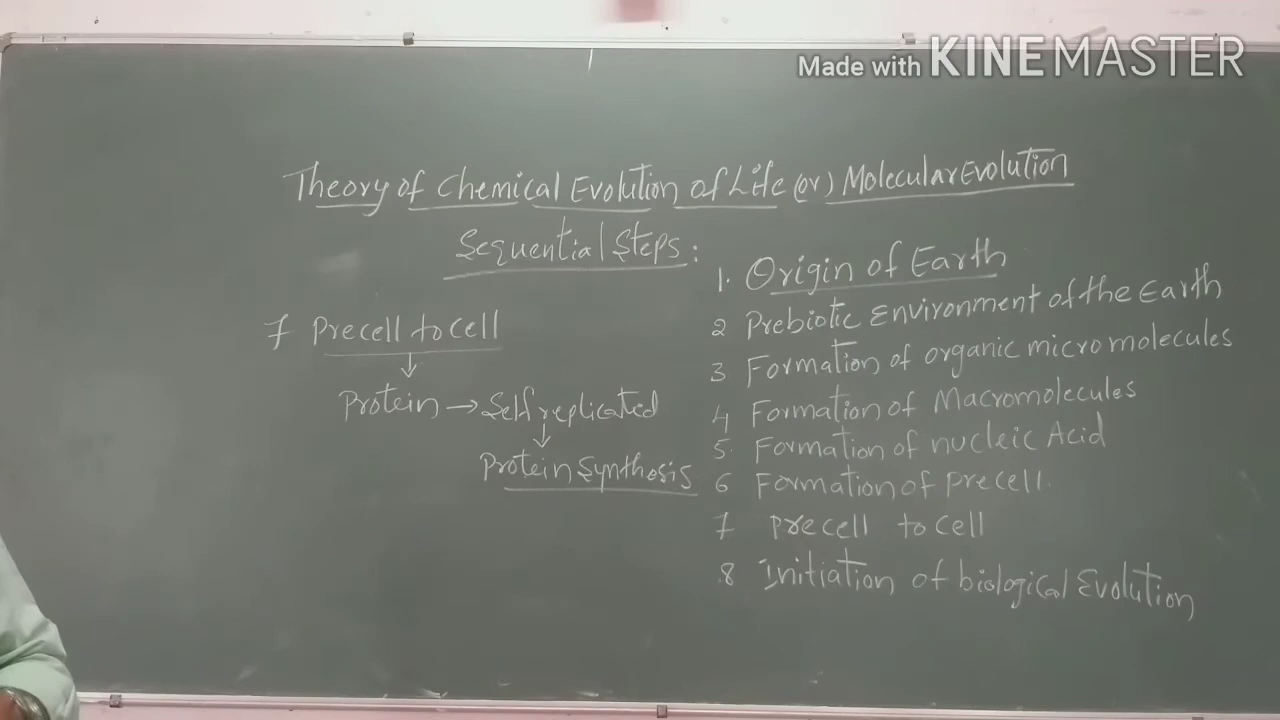 Made with KINEMASTER
Theory of Chemical Evolution of Life (or) Molecular Evolution
Sequential Steps:
7 Precell to cell
↓
Protein → Self replicated
↓
Protein Synthesis
1. Origin of Earth
2 Prebiotic Environment of the Earth
3 Formation of organic micromolecules
4 Formation of Macromolecules
5. Formation of nucleic Acid
6 Formation of precell.
7 precell to cell
8 Initiation of biological Evolution